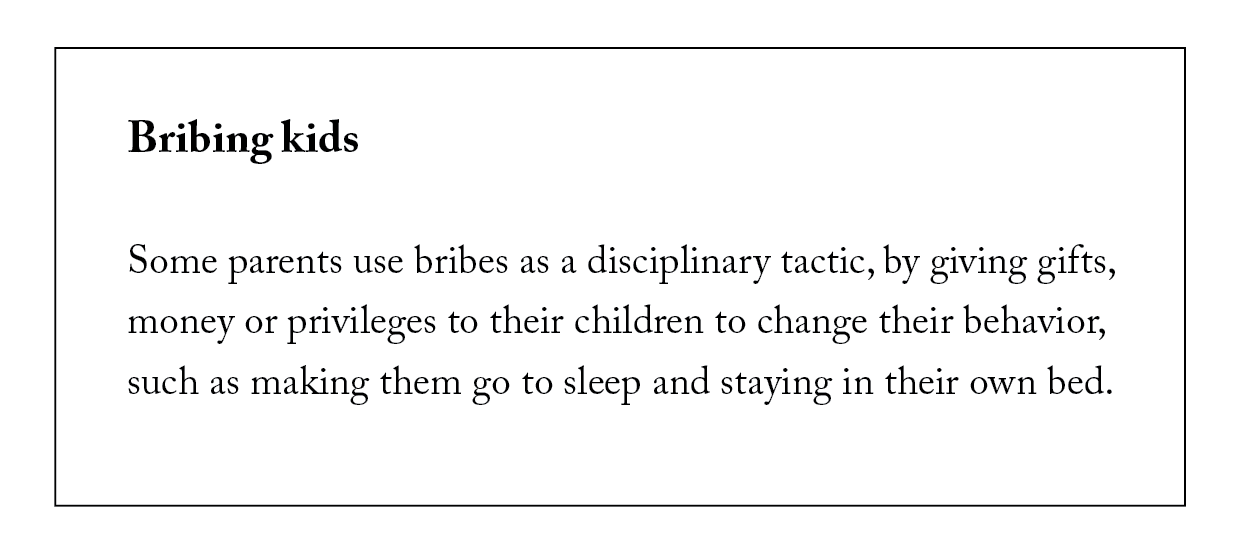 Bribing kids
Some parents use bribes as a disciplinary tactic, by giving gifts,
money or privileges to their children to change their behavior,
such as making them go to sleep and staying in their own bed.